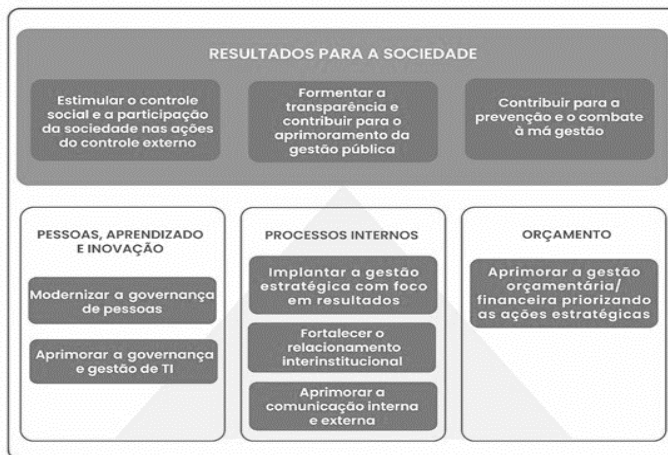 RESULTADOS PARA A SOCIEDADE
Estimular o controle
social e a participação
da sociedade nas ações
do controle externo
Formentar a
transparência e
contribuir para o
aprimoramento da
gestão pública
Contribuir para a
prevenção e o combate
à má gestão
PESSOAS, APRENDIZADO
E INOVAÇÃO
Modernizar a governança
de pessoas
Aprimorar a governança
e gestão de TI
PROCESSOS INTERNOS
Implantar a gestão
estratégica com foco
em resultados
Fortalecer o
relacionamento
interinstitucional
Aprimorar a
comunicação interna
e externa
ORÇAMENTO
Aprimorar a gestão
orçamentária/
financeira priorizando
as ações estratégicas